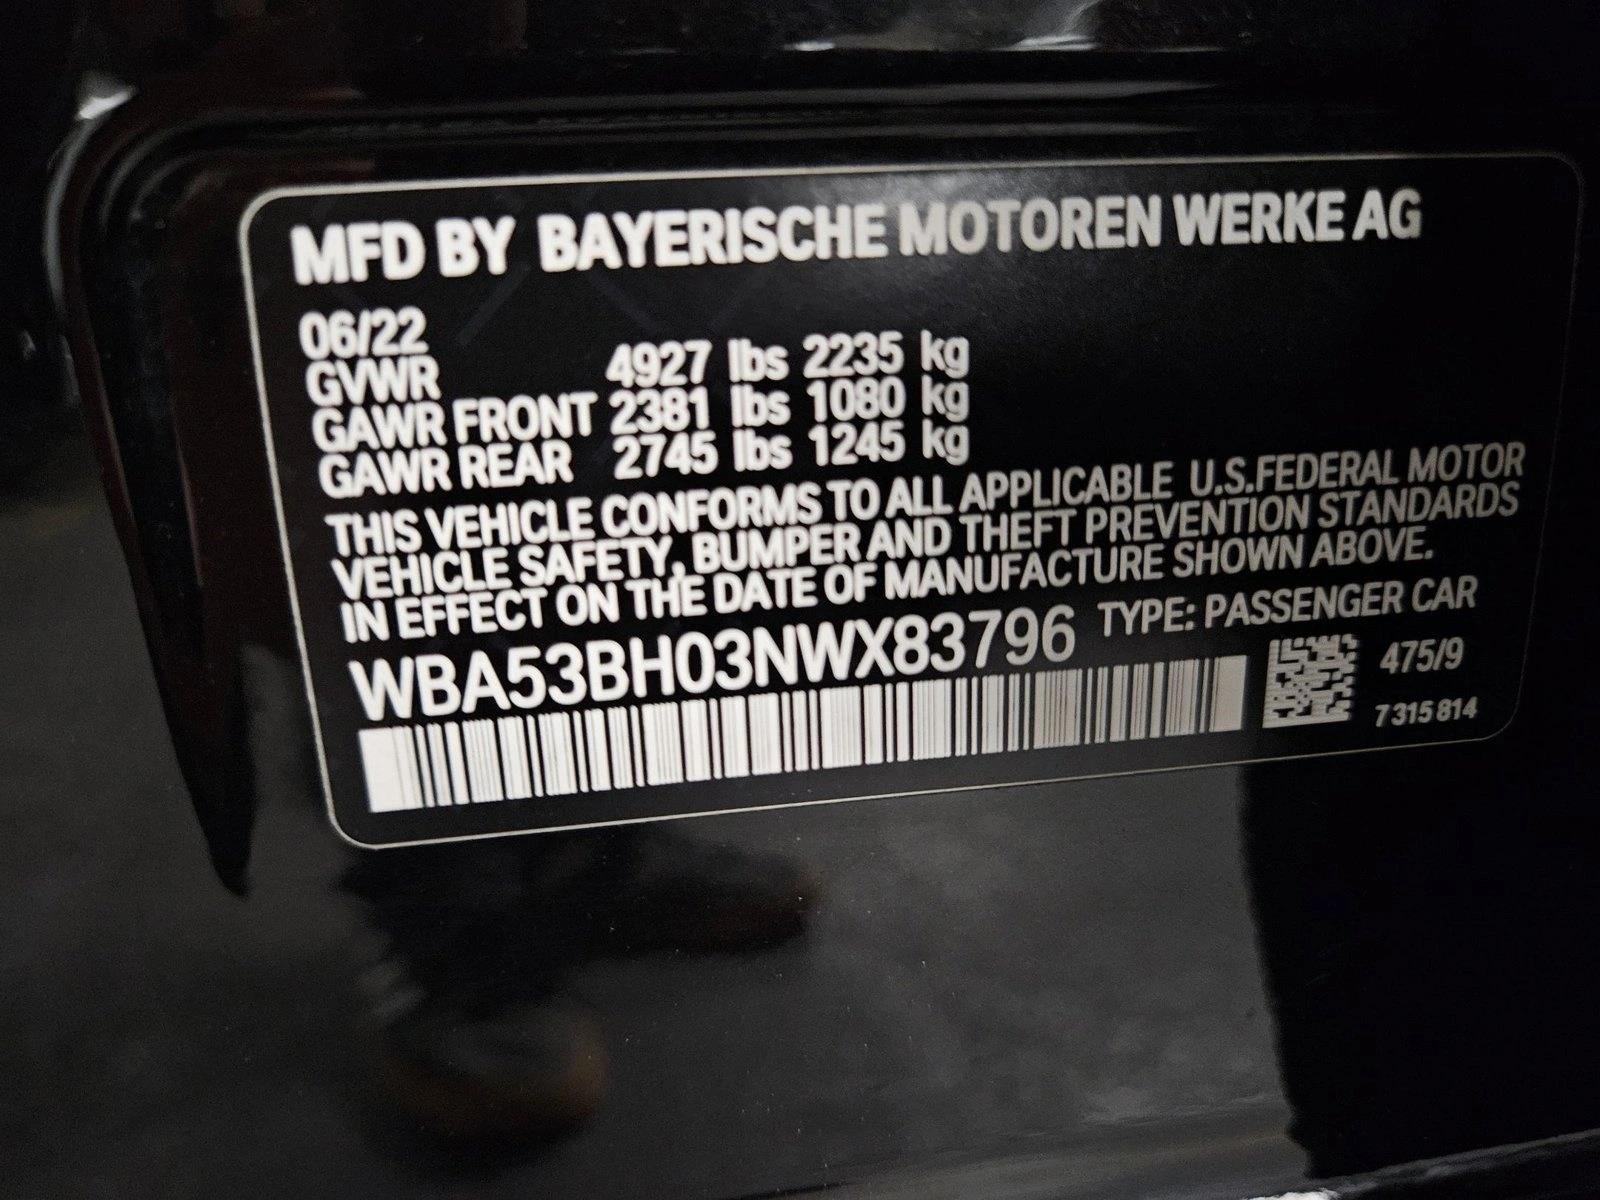 MFD BY BAYERISCHE MOTOREN WERKE AG
06/22
GVWR 4927 lbs 2235 kg
GAWR FRONT 2381 lbs 1080 kg
GAWR REAR 2745 lbs 1245 kg
THIS VEHICLE CONFORMS TO ALL APPLICABLE U.S.FEDERAL MOTOR
VEHICLE SAFETY, BUMPER AND THEFT PREVENTION STANDARDS
IN EFFECT ON THE DATE OF MANUFACTURE SHOWN ABOVE.
WBA53BH03NWX83796 TYPE: PASSENGER CAR
475/9
7 315 814